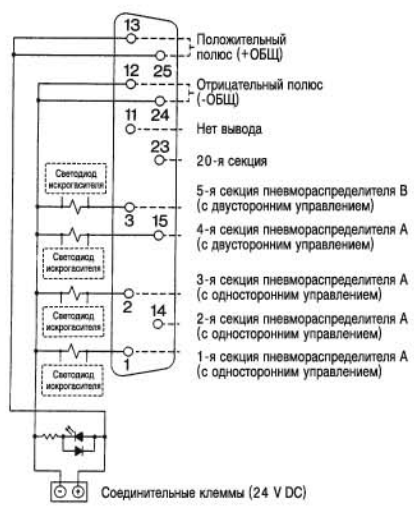 13
Положительный
полюс (+ОБЩ)
25
12
Отрицательный полюс
(-ОБЩ)
24
11
Нет вывода
23
20-я секция
Светодиод
искрогасителя
5-я секция пневмораспределителя B
(с двусторонним управлением)
3
15
4-я секция пневмораспределителя A
(с двусторонним управлением)
Светодиод
искрогасителя
3-я секция пневмораспределителя A
(с односторонним управлением)
2
14
Светодиод
искрогасителя
2-я секция пневмораспределителя A
(с односторонним управлением)
1-я секция пневмораспределителя A
(с односторонним управлением)
1
Светодиод
искрогасителя
Соединительные клеммы (24 V DC)